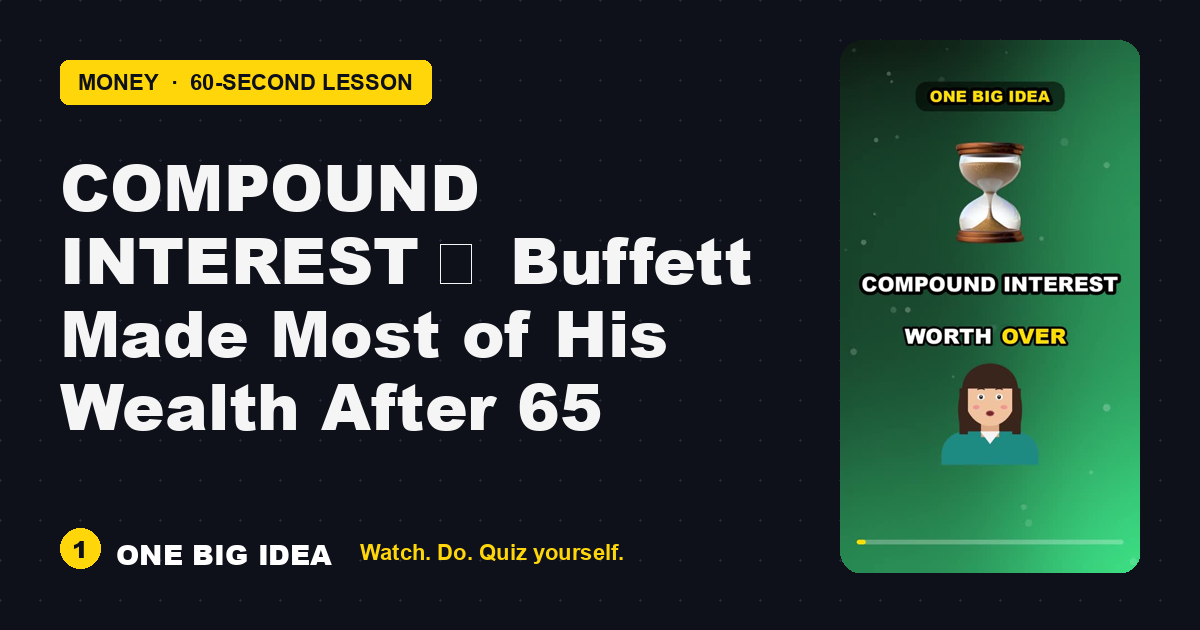 MONEY · 60-SECOND LESSON
COMPOUND
INTEREST □ Buffett
Made Most of His
Wealth After 65
1 ONE BIG IDEA Watch. Do. Quiz yourself.
ONE BIG IDEA
COMPOUND INTEREST
WORTH OVER